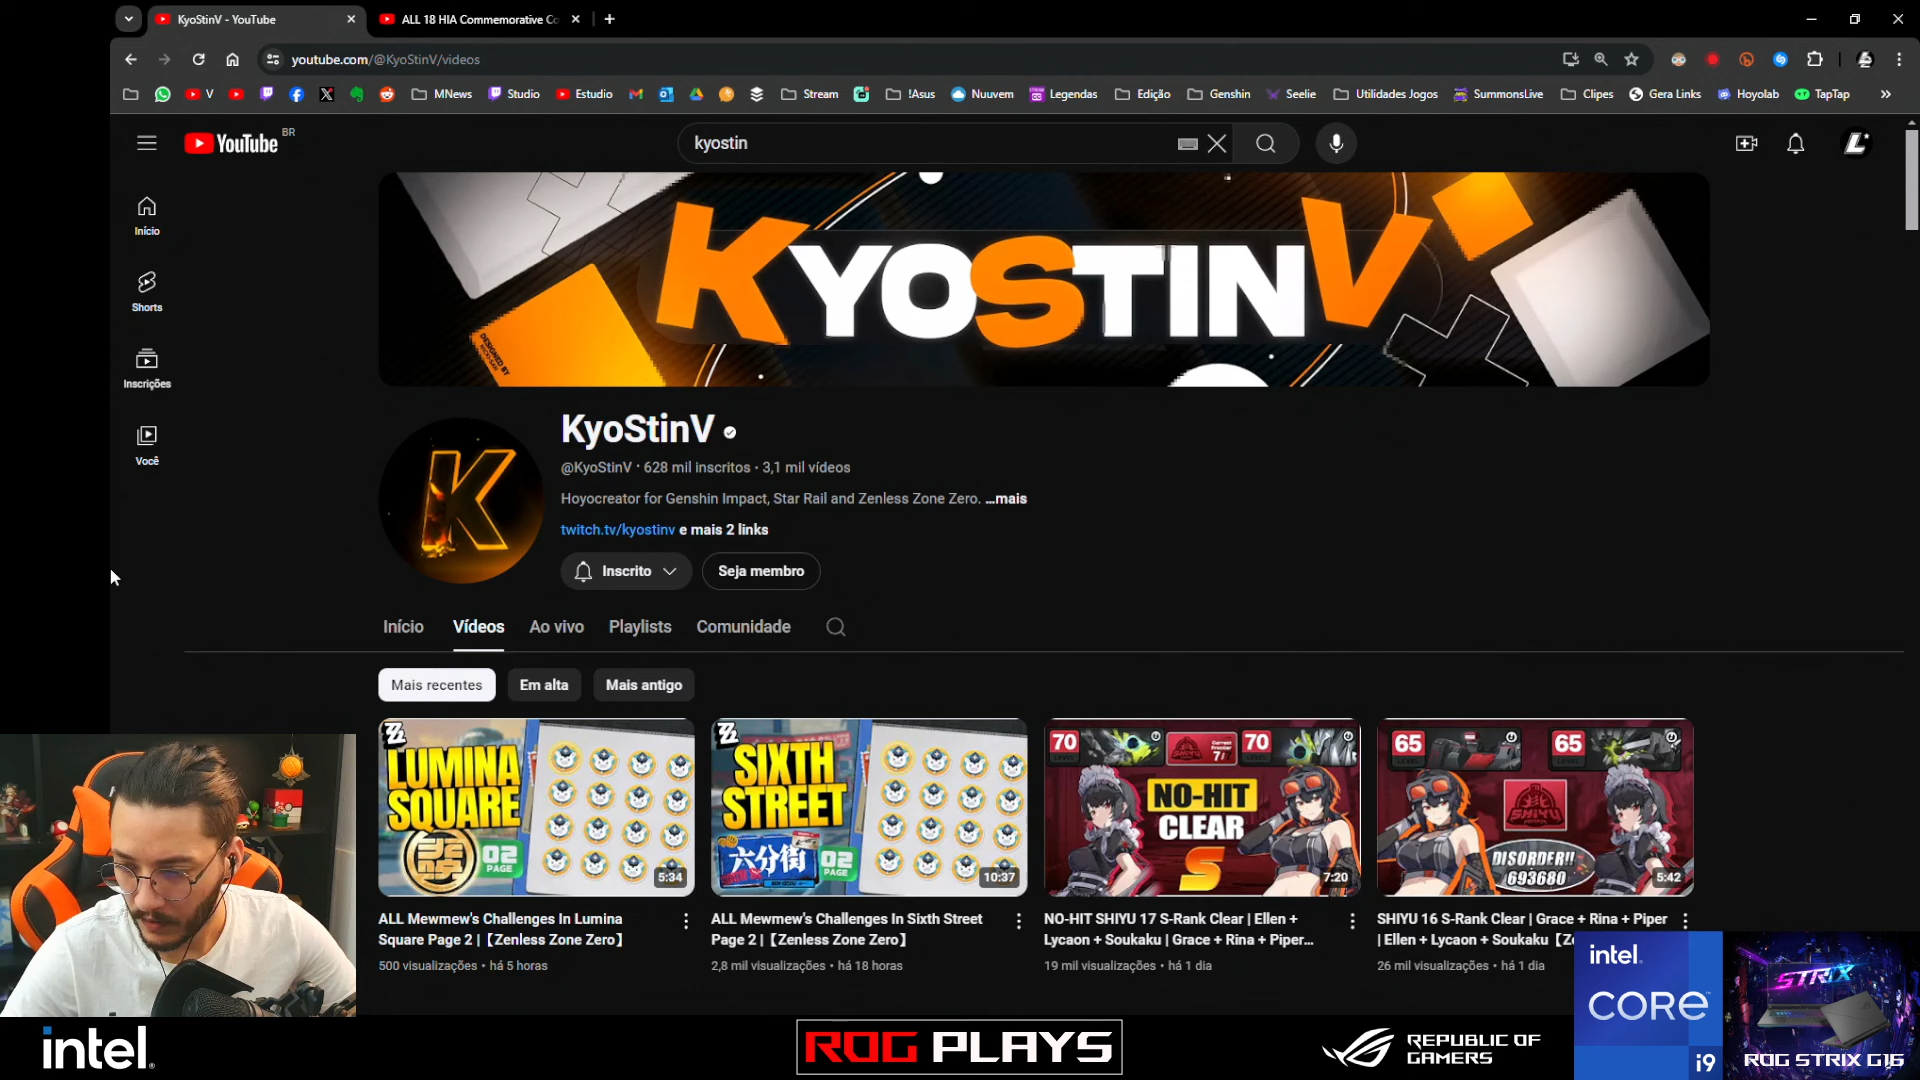 KyoStinV - YouTube
ALL 18 HIA Commemorative Co
youtube.com/@KyoStinV/videos
V
MNews
Studio
Estudio
Stream
!Asus
Nuuvem
Legendas
Edição
Genshin
Seelie
Utilidades Jogos
SummonsLive
Clipes
Gera Links
Hoyolab
TapTap
YouTube
BR
kyostin
Início
Shorts
Inscrições
Você
KYOSTINV
KyoStinV
@KyoStinV · 628 mil inscritos · 3,1 mil vídeos
Hoyocreator for Genshin Impact, Star Rail and Zenless Zone Zero. ...mais
twitch.tv/kyostinv e mais 2 links
Inscrito
Seja membro
Início
Vídeos
Ao vivo
Playlists
Comunidade
Mais recentes
Em alta
Mais antigo
LUMINA
SQUARE
02
PAGE
5:34
SIXTH
STREET
六分街
02
PAGE
10:37
70
LEVEL
70
LEVEL
NO-HIT
CLEAR
S
7:20
65
LEVEL
65
LEVEL
SHIYU
DISORDER!!
693680
5:42
ALL Mewmew's Challenges In Lumina
Square Page 2 |【Zenless Zone Zero】
500 visualizações · há 5 horas
ALL Mewmew's Challenges In Sixth Street
Page 2 |【Zenless Zone Zero】
2,8 mil visualizações · há 18 horas
NO-HIT SHIYU 17 S-Rank Clear | Ellen +
Lycaon + Soukaku | Grace + Rina + Piper...
19 mil visualizações · há 1 dia
SHIYU 16 S-Rank Clear | Grace + Rina + Piper
| Ellen + Lycaon + Soukaku【Ze
26 mil visualizações · há 1 dia
intel.
ROG PLAYS
REPUBLIC OF
GAMERS
intel.
CORE
i9
STRIX
ROG STRIX G16